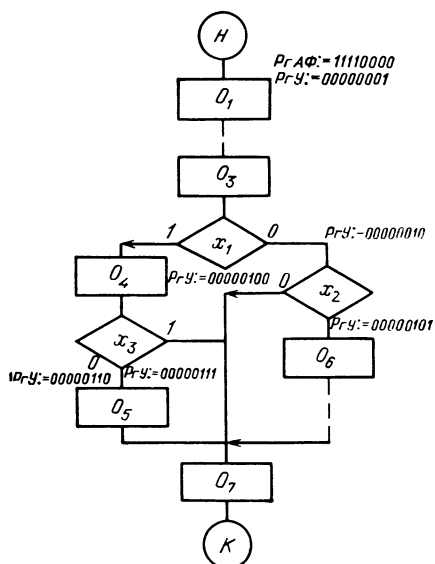 Н
РгАФ:=11110000
РгУ:=00000001
O₁
O₃
1
0
x₁
РгУ:-00000010
O₄
РгУ:=00000100
0
x₂
x₃
1
0
РгУ:=00000101
O₆
РгУ:=00000110
РгУ:=00000111
O₅
O₇
К